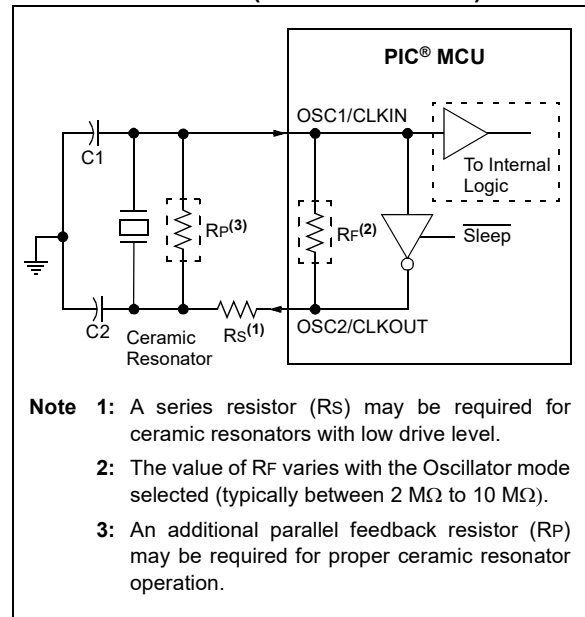 PIC® MCU
OSC1/CLKIN
C1
To Internal
Logic
RP(3)
RF(2)
Sleep
C2
Ceramic
Resonator
RS(1)
OSC2/CLKOUT
Note 1: A series resistor (RS) may be required for
ceramic resonators with low drive level.
2: The value of RF varies with the Oscillator mode
selected (typically between 2 MΩ to 10 MΩ).
3: An additional parallel feedback resistor (RP)
may be required for proper ceramic resonator
operation.